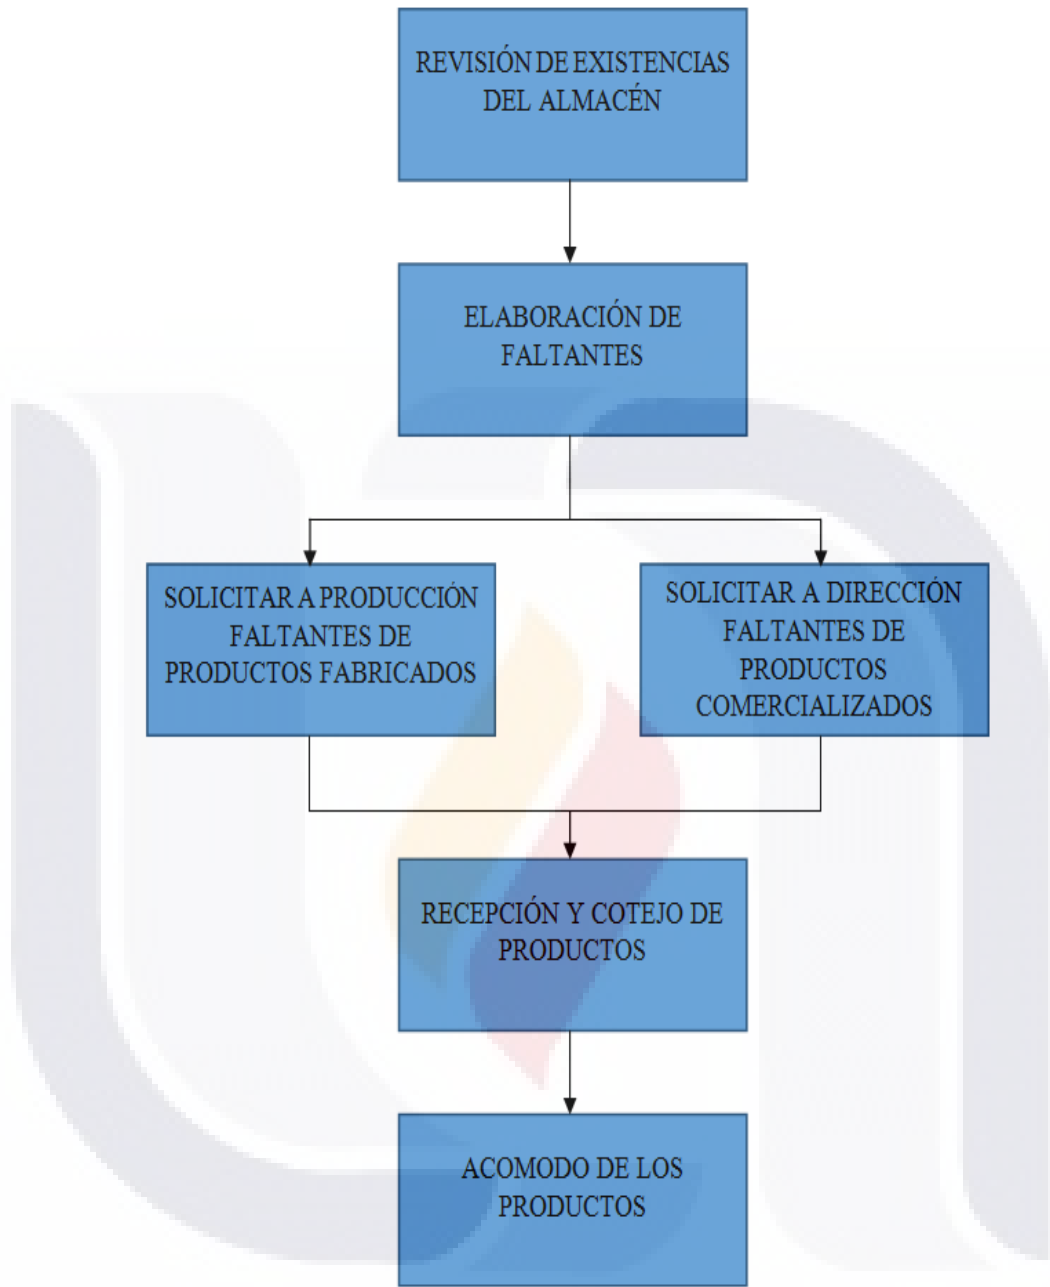 REVISIÓN DE EXISTENCIAS
DEL ALMACÉN
ELABORACIÓN DE
FALTANTES
SOLICITAR A PRODUCCIÓN
FALTANTES DE
PRODUCTOS FABRICADOS
SOLICITAR A DIRECCIÓN
FALTANTES DE
PRODUCTOS
COMERCIALIZADOS
RECEPCIÓN Y COTEJO DE
PRODUCTOS
ACOMODO DE LOS
PRODUCTOS